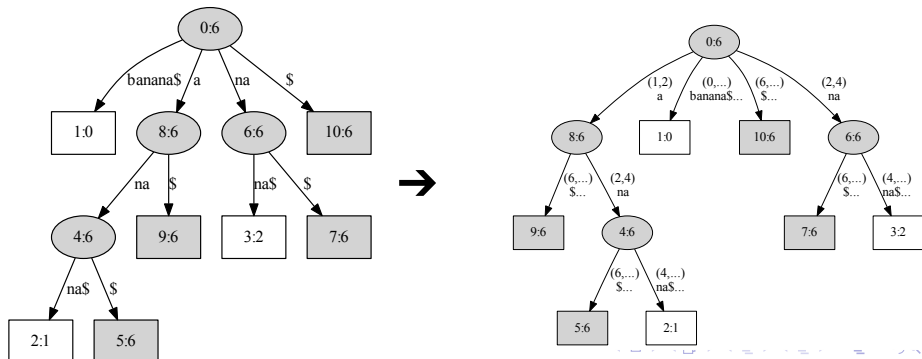 0:6
banana$ a na $
1:0 8:6 6:6 10:6
na $ na$ $
4:6 9:6 3:2 7:6
na$ $
2:1 5:6
0:6
(1,2) (0,...) (6,...) (2,4)
a banana$... $... na
8:6 1:0 10:6 6:6
(6,...) (2,4) (6,...) (4,...)
$... na $... na$...
9:6 4:6 7:6 3:2
(6,...) (4,...)
$... na$...
5:6 2:1